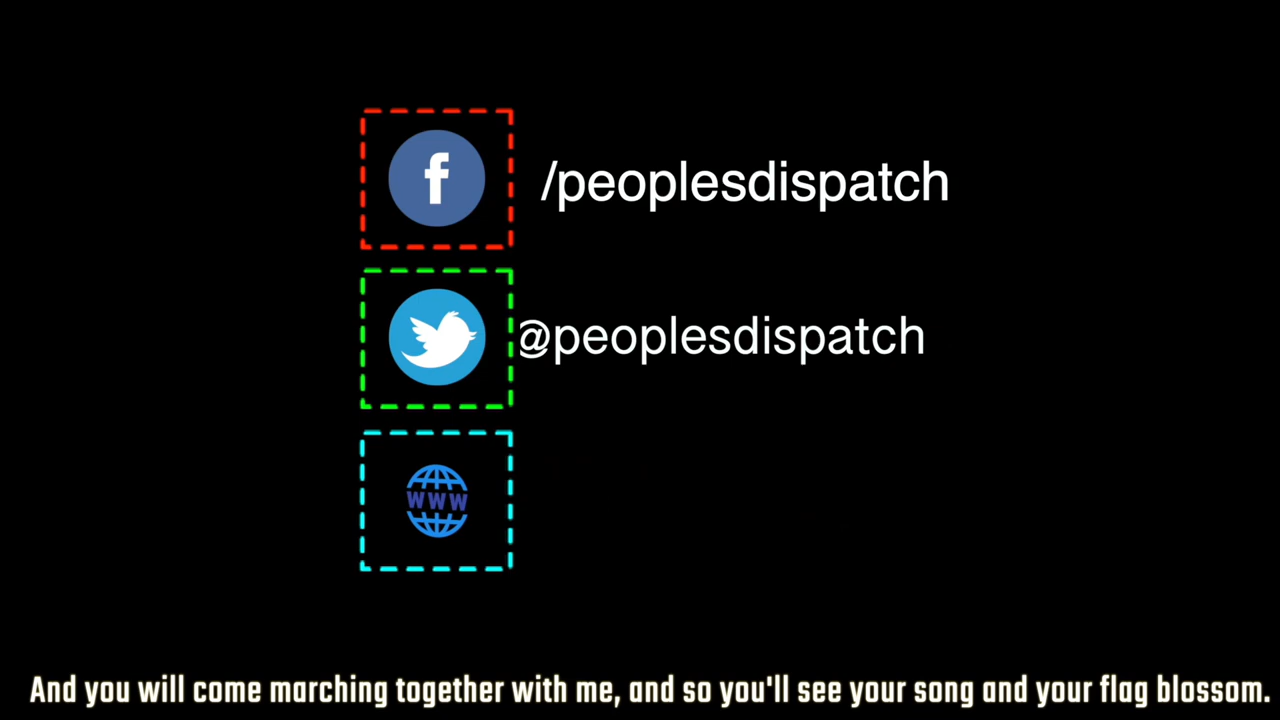 f
/peoplesdispatch
@peoplesdispatch
WWW
And you will come marching together with me, and so you'll see your song and your flag blossom.